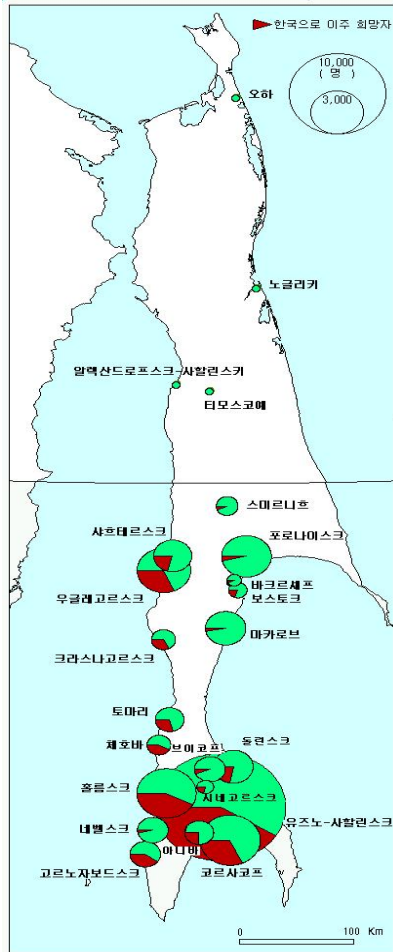 한국으로 이주 희망자
10,000
(명)
3,000
오하
노글리키
알렉산드로프스크-사할린스키
티모스코예
스미르니흐
샤흐테르스크
포로나이스크
바크르셰프
우글레고르스크
보스토크
마카로브
크라스나고르스크
토마리
체호바
브이코프
돌린스크
홀름스크
시네고르스크
유즈노-사할린스크
네벨스크
아니바
고르노자보드스크
코르사코프
0
100 Km